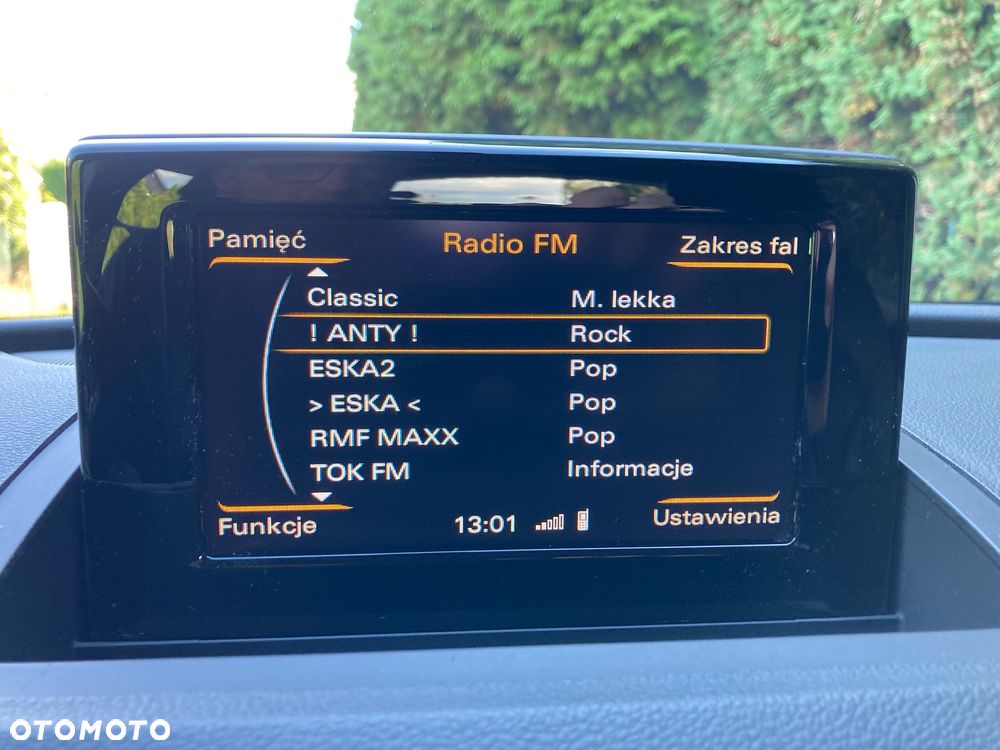 Pamięć Radio FM Zakres fal
Classic M. lekka
! ANTY ! Rock
ESKA2 Pop
> ESKA < Pop
RMF MAXX Pop
TOK FM Informacje
Funkcje 13:01 Ustawienia
OTOMOTO